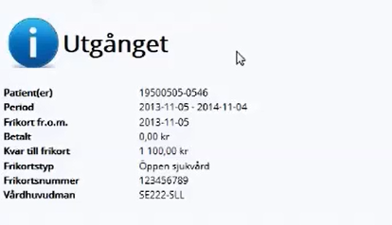 i Utgånget
Patient(er) 19500505-0546
Period 2013-11-05 - 2014-11-04
Frikort fr.o.m. 2013-11-05
Betalt 0,00 kr
Kvar till frikort 1 100,00 kr
Frikortstyp Öppen sjukvård
Frikortsnummer 123456789
Vårdhuvudman SE222-SLL